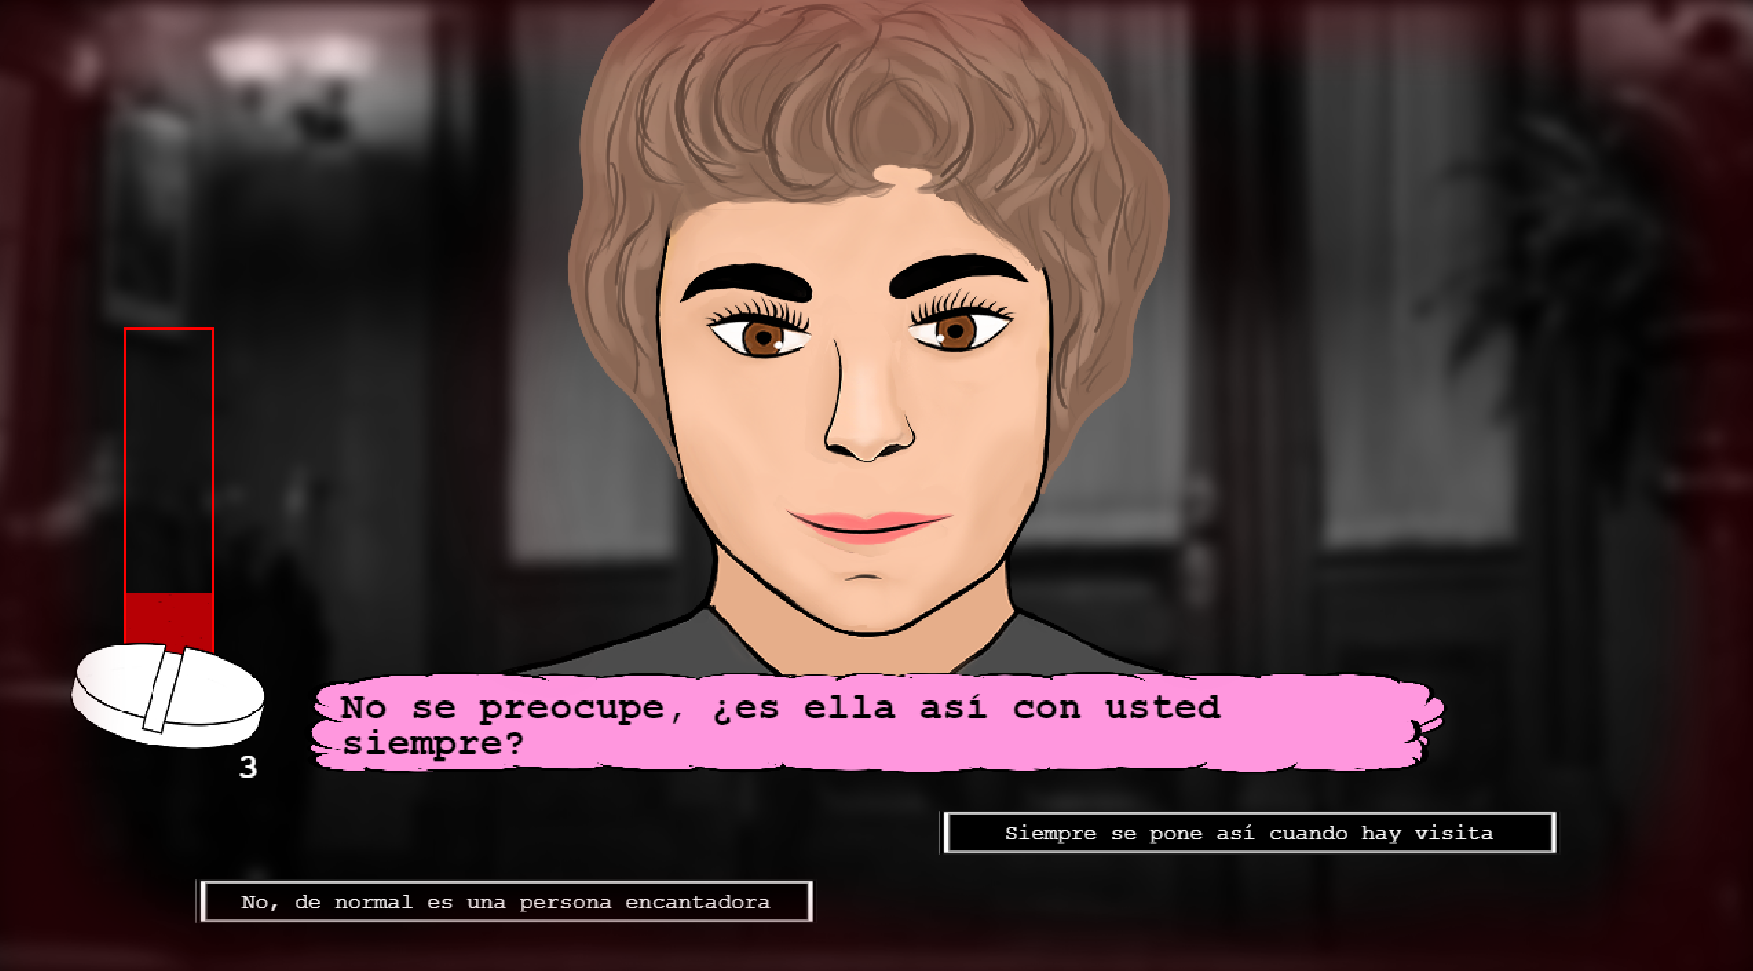 No se preocupe, ¿es ella así con usted
siempre?
3
Siempre se pone así cuando hay visita
No, de normal es una persona encantadora